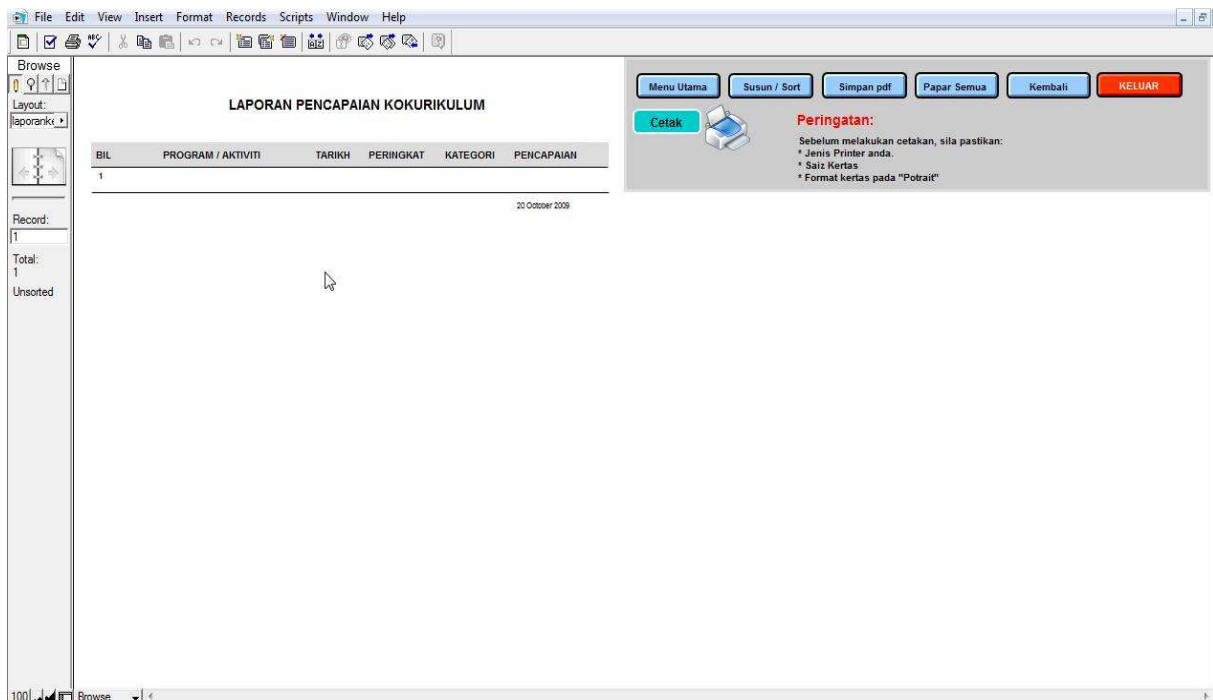 File Edit View Insert Format Records Scripts Window Help
Browse
Layout:
laporanke
Record:
1
Total:
1
Unsorted
LAPORAN PENCAPAIAN KOKURIKULUM
BIL PROGRAM / AKTIVITI TARIKH PERINGKAT KATEGORI PENCAPAIAN
1
20 October 2009
Menu Utama Susun / Sort Simpan pdf Papar Semua Kembali KELUAR
Cetak
Peringatan:
Sebelum melakukan cetakan, sila pastikan:
* Jenis Printer anda.
* Saiz Kertas
* Format kertas pada "Potrait"
100 Browse